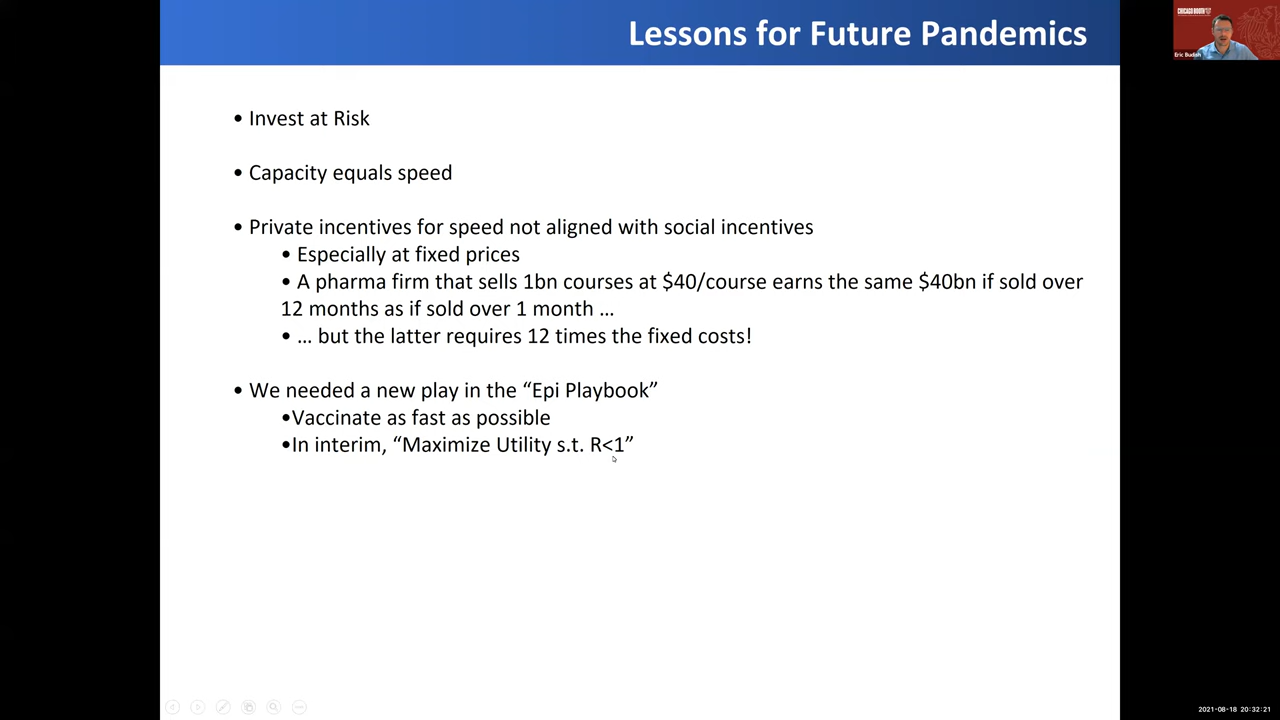 Lessons for Future Pandemics
CHICAGO BOOTH
Eric Budish
• Invest at Risk
• Capacity equals speed
• Private incentives for speed not aligned with social incentives
• Especially at fixed prices
• A pharma firm that sells 1bn courses at $40/course earns the same $40bn if sold over
12 months as if sold over 1 month …
• … but the latter requires 12 times the fixed costs!
• We needed a new play in the “Epi Playbook”
•Vaccinate as fast as possible
•In interim, “Maximize Utility s.t. R<1”
2021-08-18 20:32:21